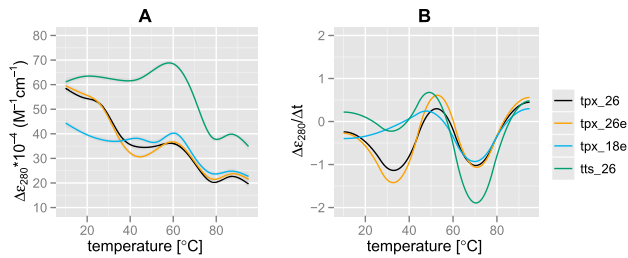 A
Δε280*10⁻⁴ (M⁻¹cm⁻¹)
80
70
60
50
40
30
20
10
20
40
60
80
temperature [°C]
B
Δε280/Δt
2
1
0
−1
−2
20
40
60
80
temperature [°C]
tpx_26
tpx_26e
tpx_18e
tts_26